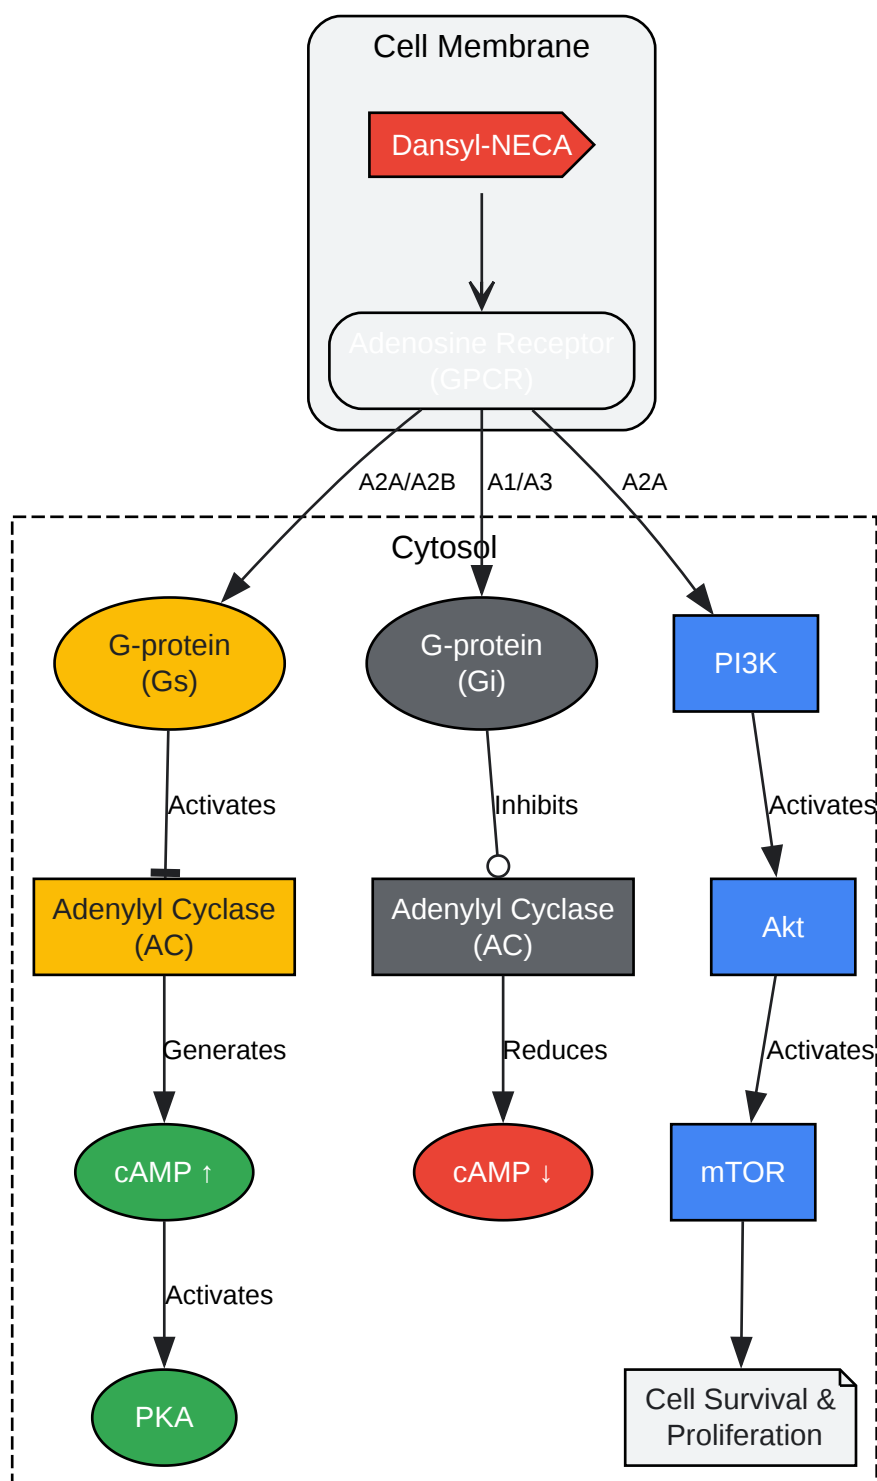 Cell Membrane
Dansyl-NECA
Adenosine Receptor
(GPCR)
A2A/A2B
A1/A3
A2A
Cytosol
G-protein
(Gs)
G-protein
(Gi)
PI3K
Activates
Inhibits
Activates
Adenylyl Cyclase
(AC)
Adenylyl Cyclase
(AC)
Akt
Generates
Reduces
Activates
cAMP ↑
cAMP ↓
mTOR
Activates
PKA
Cell Survival &
Proliferation